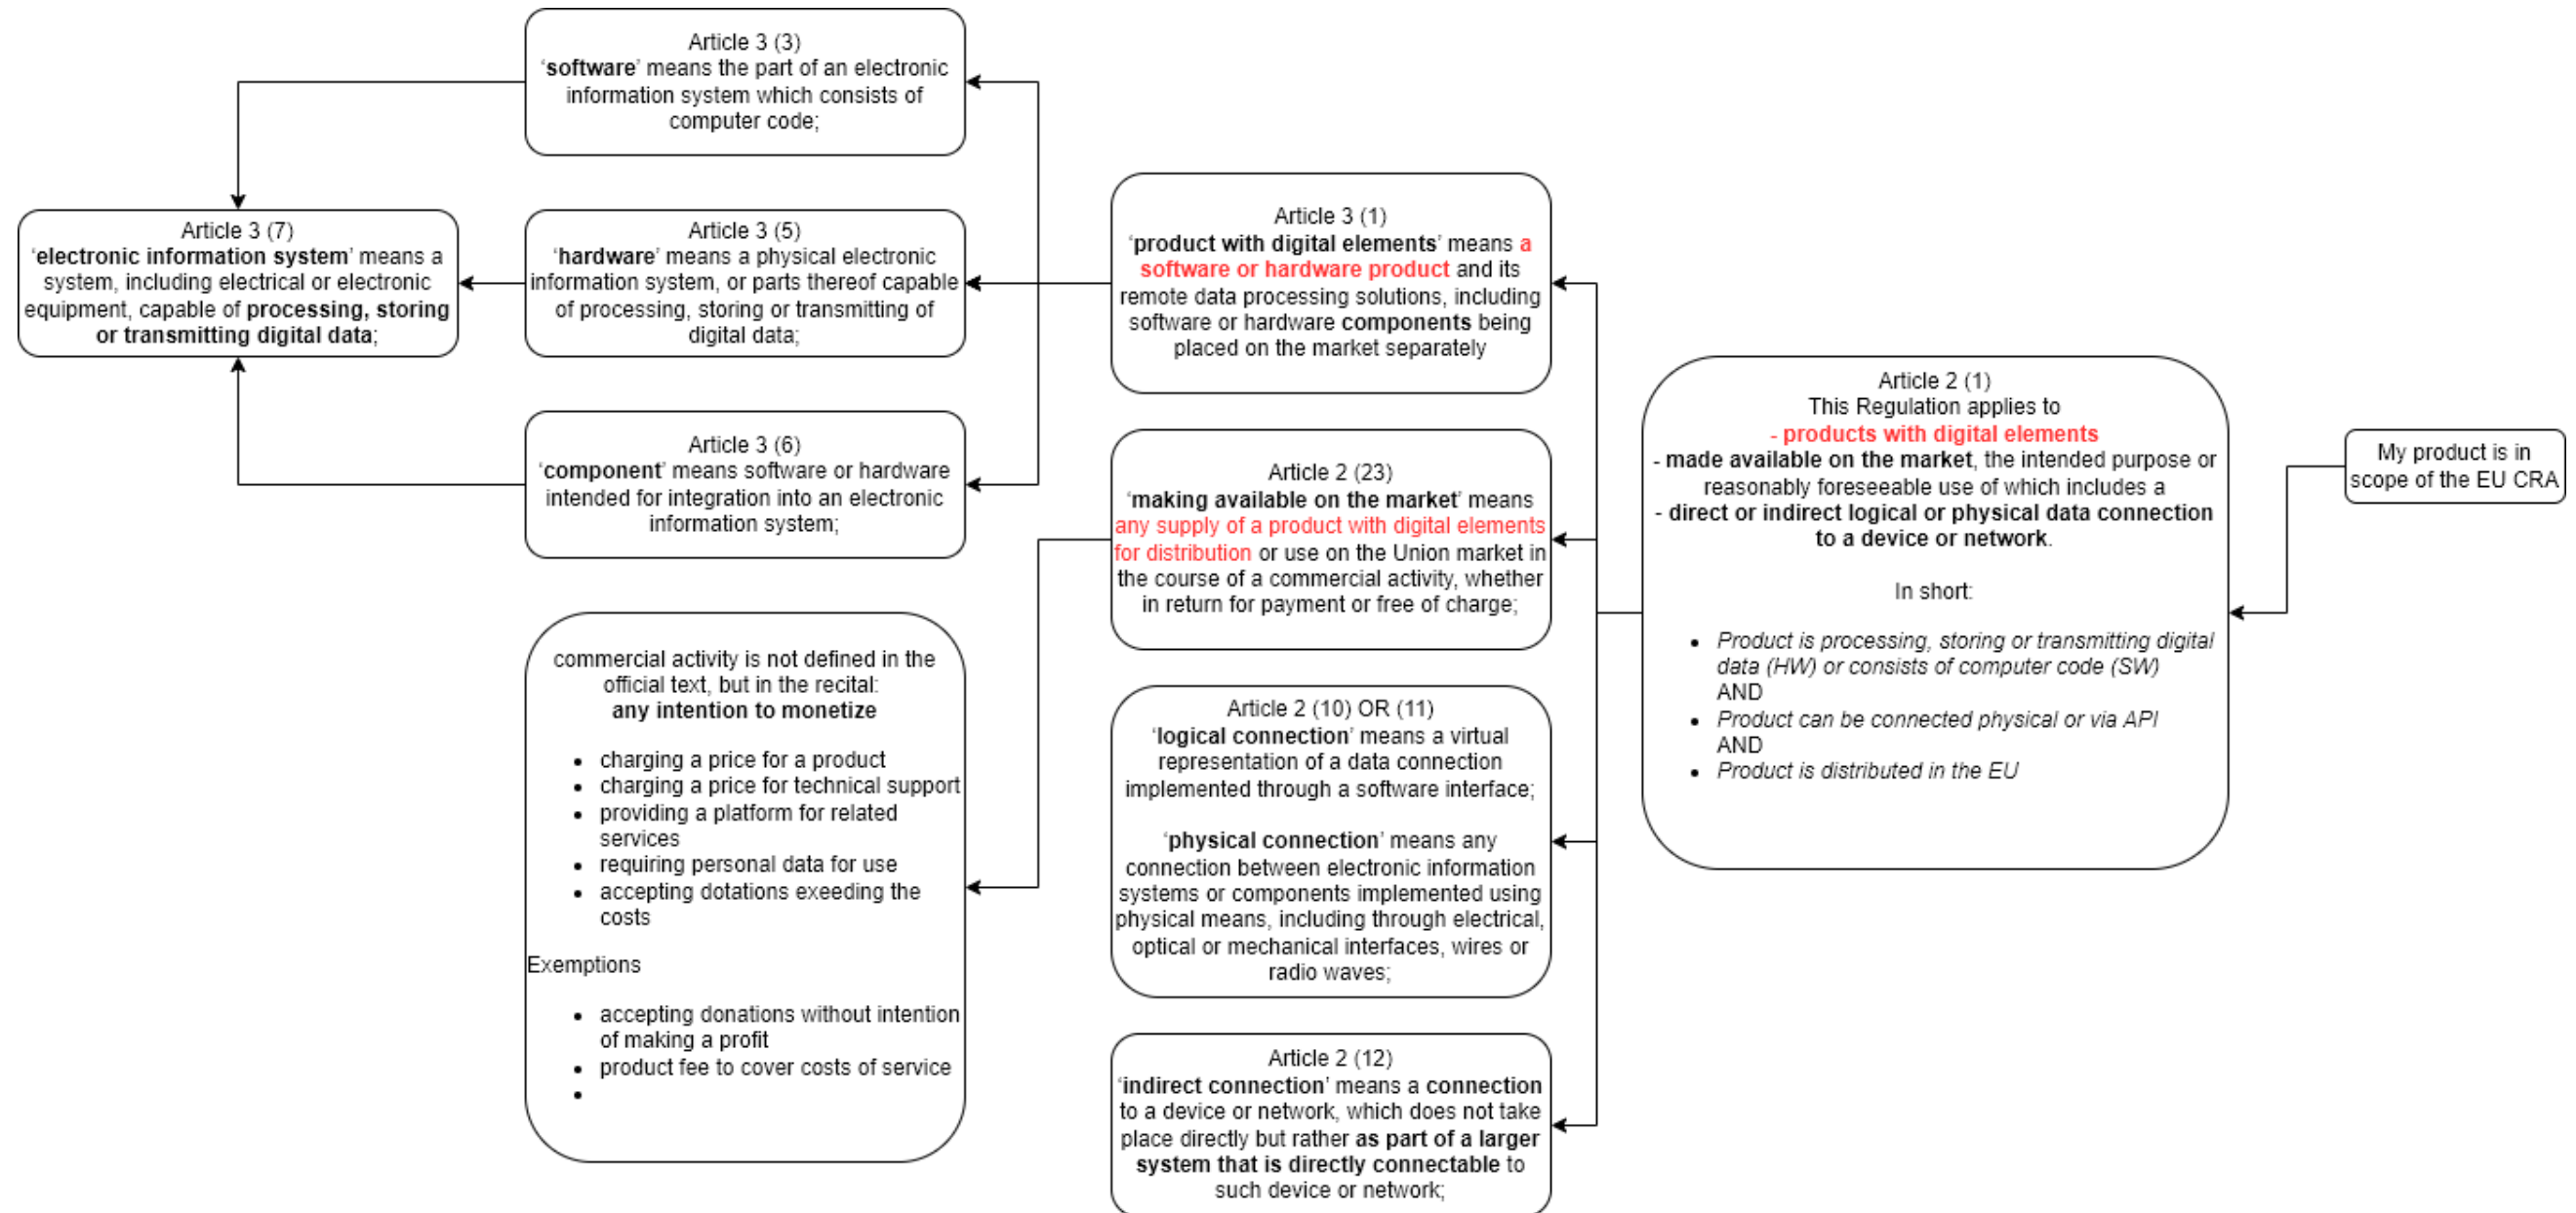 Article 3 (3)
‘software’ means the part of an electronic
information system which consists of
computer code;
Article 3 (7)
‘electronic information system’ means a
system, including electrical or electronic
equipment, capable of processing, storing
or transmitting digital data;
Article 3 (5)
‘hardware’ means a physical electronic
information system, or parts thereof capable
of processing, storing or transmitting of
digital data;
Article 3 (6)
‘component’ means software or hardware
intended for integration into an electronic
information system;
commercial activity is not defined in the
official text, but in the recital:
any intention to monetize
• charging a price for a product
• charging a price for technical support
• providing a platform for related
services
• requiring personal data for use
• accepting dotations exeeding the
costs
Exemptions
• accepting donations without intention
of making a profit
• product fee to cover costs of service
•
Article 3 (1)
‘product with digital elements’ means a
software or hardware product and its
remote data processing solutions, including
software or hardware components being
placed on the market separately
Article 2 (23)
‘making available on the market’ means
any supply of a product with digital elements
for distribution or use on the Union market in
the course of a commercial activity, whether
in return for payment or free of charge;
Article 2 (10) OR (11)
‘logical connection’ means a virtual
representation of a data connection
implemented through a software interface;
‘physical connection’ means any
connection between electronic information
systems or components implemented using
physical means, including through electrical,
optical or mechanical interfaces, wires or
radio waves;
Article 2 (12)
‘indirect connection’ means a connection
to a device or network, which does not take
place directly but rather as part of a larger
system that is directly connectable to
such device or network;
Article 2 (1)
This Regulation applies to
- products with digital elements
- made available on the market, the intended purpose or
reasonably foreseeable use of which includes a
- direct or indirect logical or physical data connection
to a device or network.
In short:
• Product is processing, storing or transmitting digital
data (HW) or consists of computer code (SW)
AND
• Product can be connected physical or via API
AND
• Product is distributed in the EU
My product is in
scope of the EU CRA